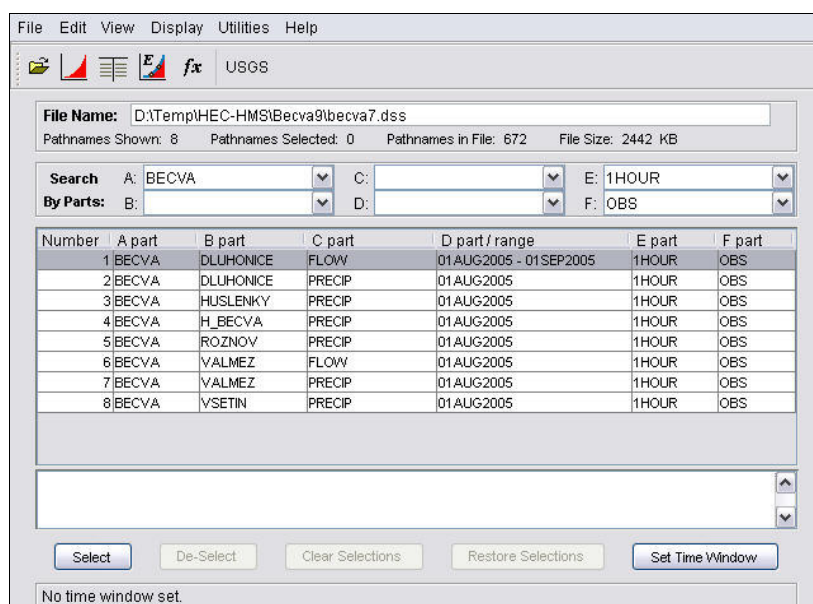 File Edit View Display Utilities Help
E fx USGS
File Name: D:\Temp\HEC-HMS\Becva9\becva7.dss
Pathnames Shown: 8 Pathnames Selected: 0 Pathnames in File: 672 File Size: 2442 KB
Search A: BECVA C: E: 1HOUR
By Parts: B: D: F: OBS
Number A part B part C part D part / range E part F part
1 BECVA DLUHONICE FLOW 01AUG2005 - 01SEP2005 1HOUR OBS
2 BECVA DLUHONICE PRECIP 01AUG2005 1HOUR OBS
3 BECVA HUSLENKY PRECIP 01AUG2005 1HOUR OBS
4 BECVA H_BECVA PRECIP 01AUG2005 1HOUR OBS
5 BECVA ROZNOV PRECIP 01AUG2005 1HOUR OBS
6 BECVA VALMEZ FLOW 01AUG2005 1HOUR OBS
7 BECVA VALMEZ PRECIP 01AUG2005 1HOUR OBS
8 BECVA VSETIN PRECIP 01AUG2005 1HOUR OBS
Select De-Select Clear Selections Restore Selections Set Time Window
No time window set.